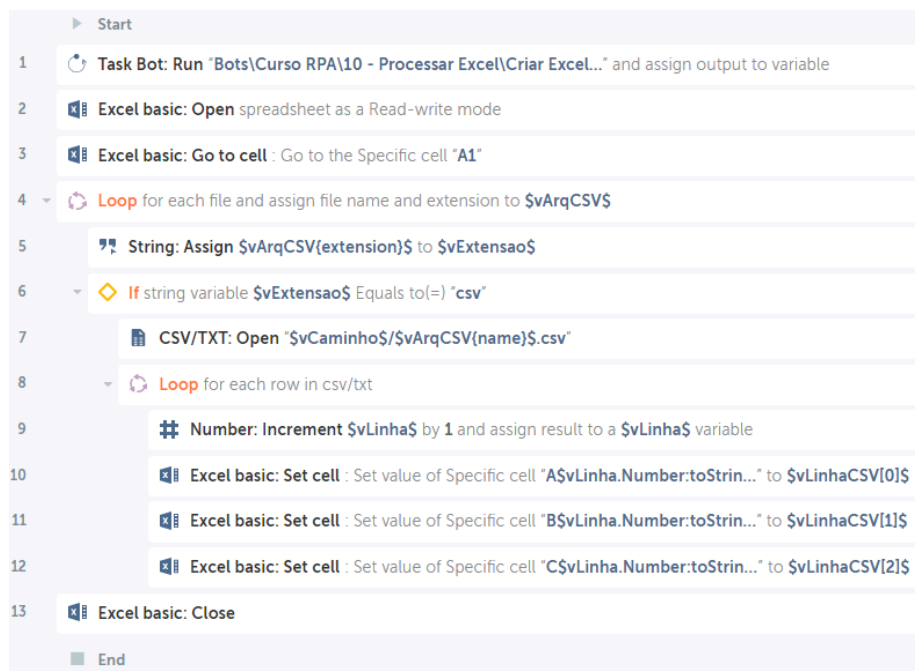 Start
1 Task Bot: Run "Bots\Curso RPA\10 - Processar Excel\Criar Excel..." and assign output to variable
2 Excel basic: Open spreadsheet as a Read-write mode
3 Excel basic: Go to cell : Go to the Specific cell "A1"
4 Loop for each file and assign file name and extension to $vArqCSV$
5 String: Assign $vArqCSV{extension}$ to $vExtensao$
6 If string variable $vExtensao$ Equals to(=) "csv"
7 CSV/TXT: Open "$vCaminho$/$vArqCSV{name}$.csv"
8 Loop for each row in csv/txt
9 Number: Increment $vLinha$ by 1 and assign result to a $vLinha$ variable
10 Excel basic: Set cell : Set value of Specific cell "A$vLinha.Number:toStrin..." to $vLinhaCSV[0]$
11 Excel basic: Set cell : Set value of Specific cell "B$vLinha.Number:toStrin..." to $vLinhaCSV[1]$
12 Excel basic: Set cell : Set value of Specific cell "C$vLinha.Number:toStrin..." to $vLinhaCSV[2]$
13 Excel basic: Close
End